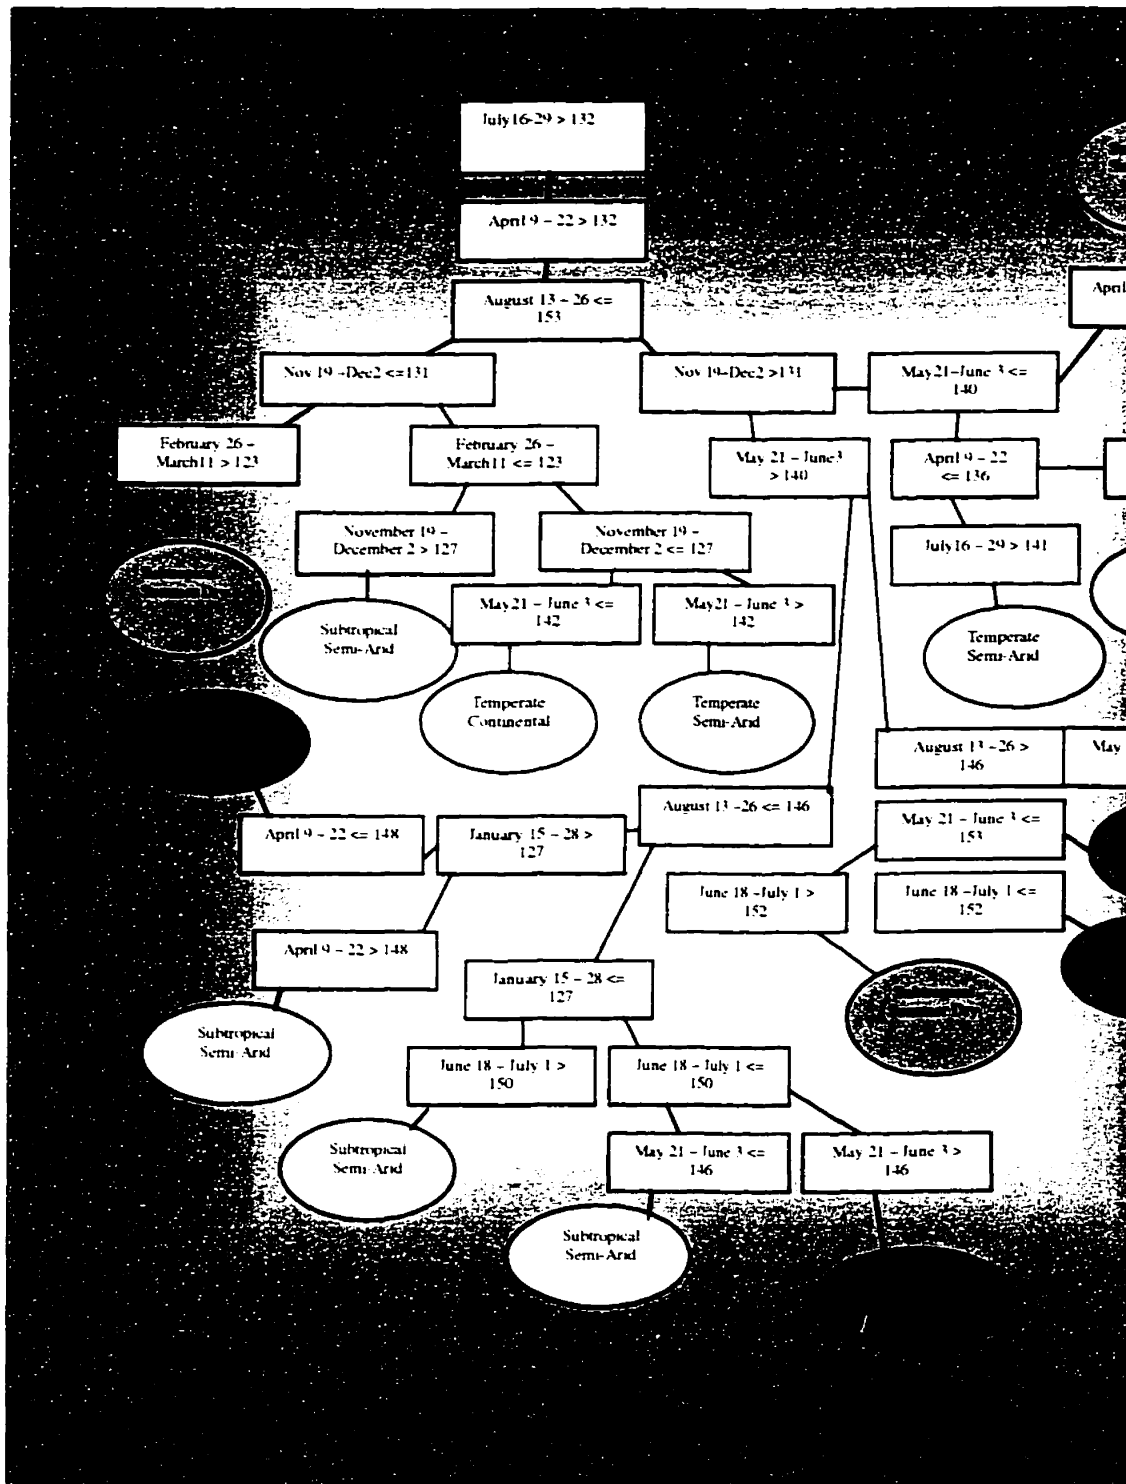 July16-29 > 132
April 9 – 22 > 132
August 13 – 26 <=
153
April
Nov 19 –Dec2 <=131
Nov 19–Dec2 >131
May21–June 3 <=
140
February 26 –
March11 > 123
February 26 –
March11 <= 123
May 21 – June3
> 140
April 9 – 22
<= 136
November 19 –
December 2 > 127
November 19 –
December 2 <= 127
July16 – 29 > 141
May21 – June 3 <=
142
May21 – June 3 >
142
Subtropical
Semi-Arid
Temperate
Semi-Arid
Temperate
Continental
Temperate
Semi-Arid
August 13 –26 >
146
May
August 13 –26 <= 146
April 9 – 22 <= 148
January 15 – 28 >
127
May 21 – June 3 <=
153
June 18 –July 1 >
152
June 18 –July 1 <=
152
April 9 – 22 > 148
January 15 – 28 <=
127
Subtropical
Semi-Arid
June 18 – July 1 >
150
June 18 – July 1 <=
150
Subtropical
Semi-Arid
May 21 – June 3 <=
146
May 21 – June 3 >
146
Subtropical
Semi-Arid